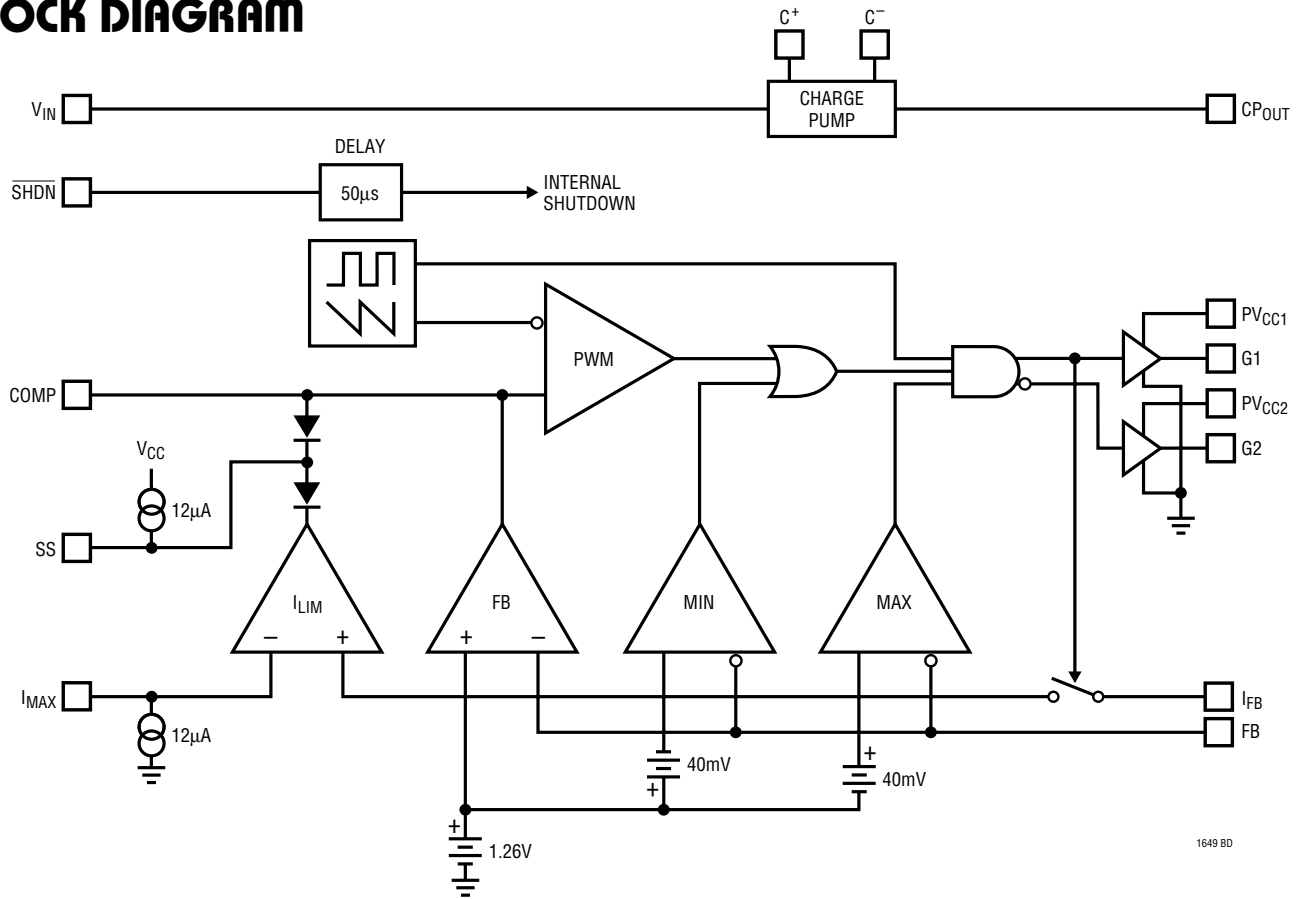 OCK DIAGRAM
C+ C–
VIN
CHARGE
PUMP
CPOUT
DELAY
SHDN
50µs
INTERNAL
SHUTDOWN
PVCC1
PWM
G1
COMP
PVCC2
VCC
G2
12µA
SS
ILIM
FB
MIN
MAX
– +
+ –
IMAX
IFB
12µA
FB
+
40mV
40mV
+
+
1.26V
1649 BD